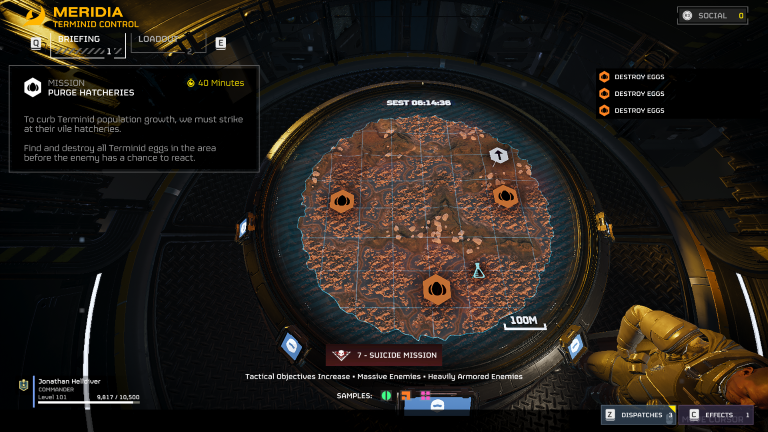 MERIDIA
TERMINID CONTROL
SOCIAL 0
Q BRIEFING LOADOUT E
1
MISSION
PURGE HATCHERIES
40 Minutes
To curb Terminid population growth, we must strike
at their vile hatcheries.
Find and destroy all Terminid eggs in the area
before the enemy has a chance to react.
DESTROY EGGS
DESTROY EGGS
DESTROY EGGS
SEST 06:14:36
100M
7 - SUICIDE MISSION
Tactical Objectives Increase • Massive Enemies • Heavily Armored Enemies
SAMPLES:
Jonathan Helldiver
COMMANDER
Level 101 9,817 / 10,500
Z DISPATCHES 3 C EFFECTS 1
CURSOR